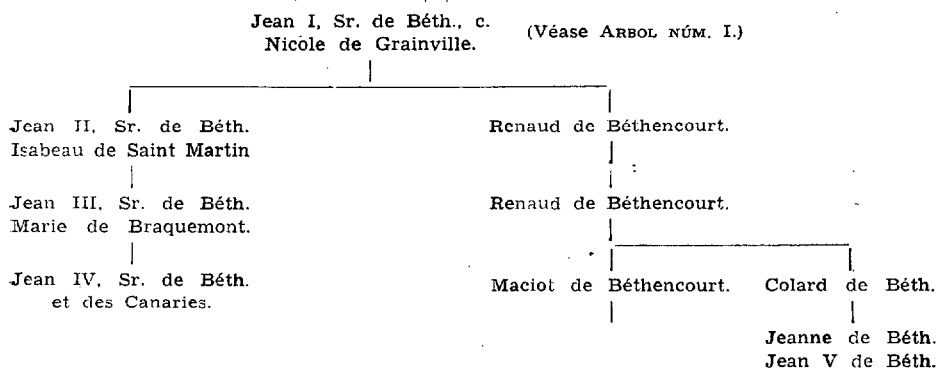 Jean I, Sr. de Béth., c.
Nicole de Grainville.
(Véase ARBOL NÚM. I.)
Jean II, Sr. de Béth.
Isabeau de Saint Martin
Renaud de Béthencourt.
Jean III, Sr. de Béth.
Marie de Braquemont.
Renaud de Béthencourt.
Jean IV, Sr. de Béth.
et des Canaries.
Maciot de Béthencourt.
Colard de Béth.
Jeanne de Béth.
Jean V de Béth.